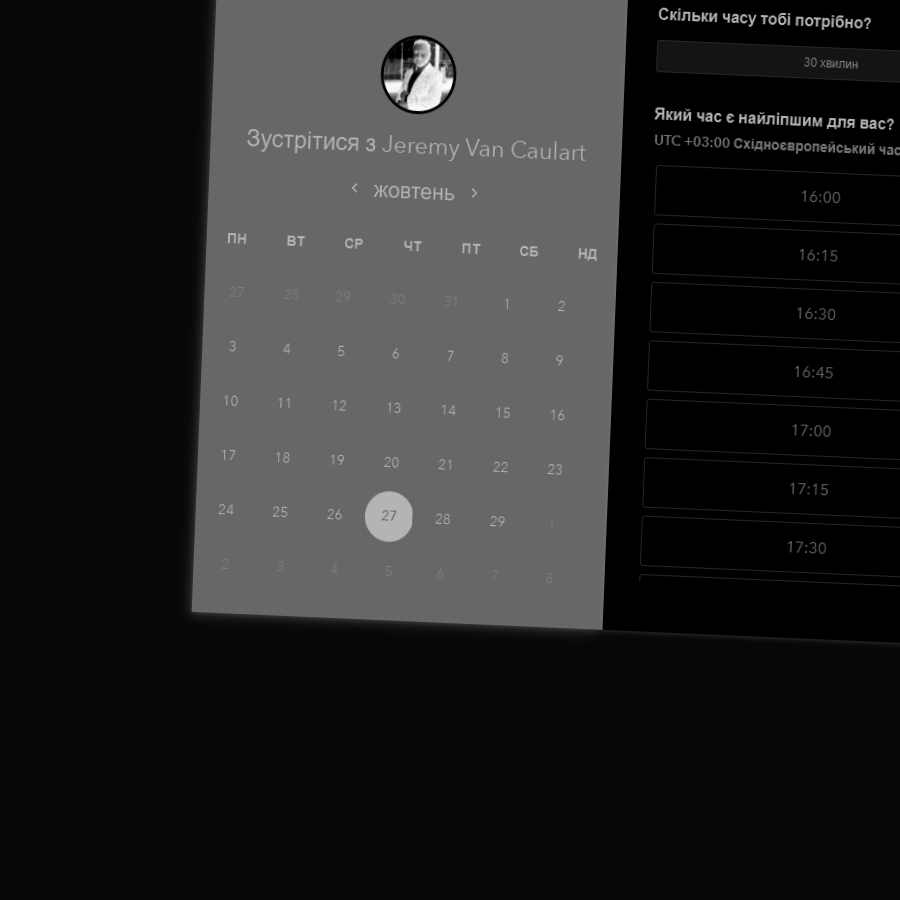 Зустрітися з Jeremy Van Caulart
жовтень
ПН ВТ СР ЧТ ПТ СБ НД
27 28 29 30 31 1 2
3 4 5 6 7 8 9
10 11 12 13 14 15 16
17 18 19 20 21 22 23
24 25 26 27 28 29 1
2 3 4 5 6 7 8
Скільки часу тобі потрібно?
30 хвилин
Який час є найліпшим для вас?
UTC +03:00 Східноєвропейський
16:00
16:15
16:30
16:45
17:00
17:15
17:30